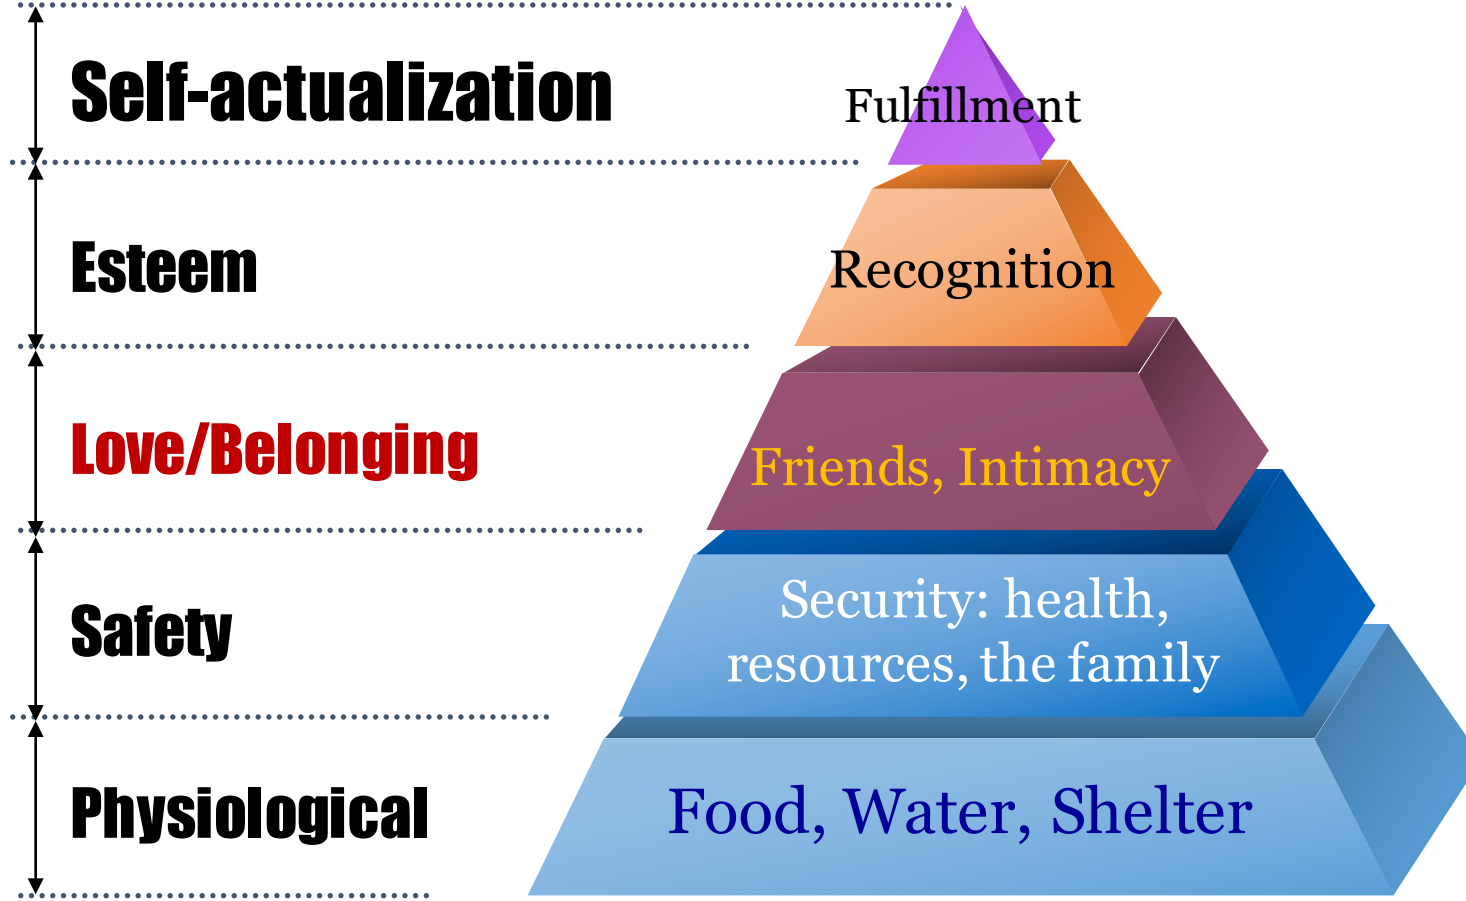 Self-actualization
Fulfillment
Esteem
Recognition
Love/Belonging
Friends, Intimacy
Safety
Security: health,
resources, the family
Physiological
Food, Water, Shelter